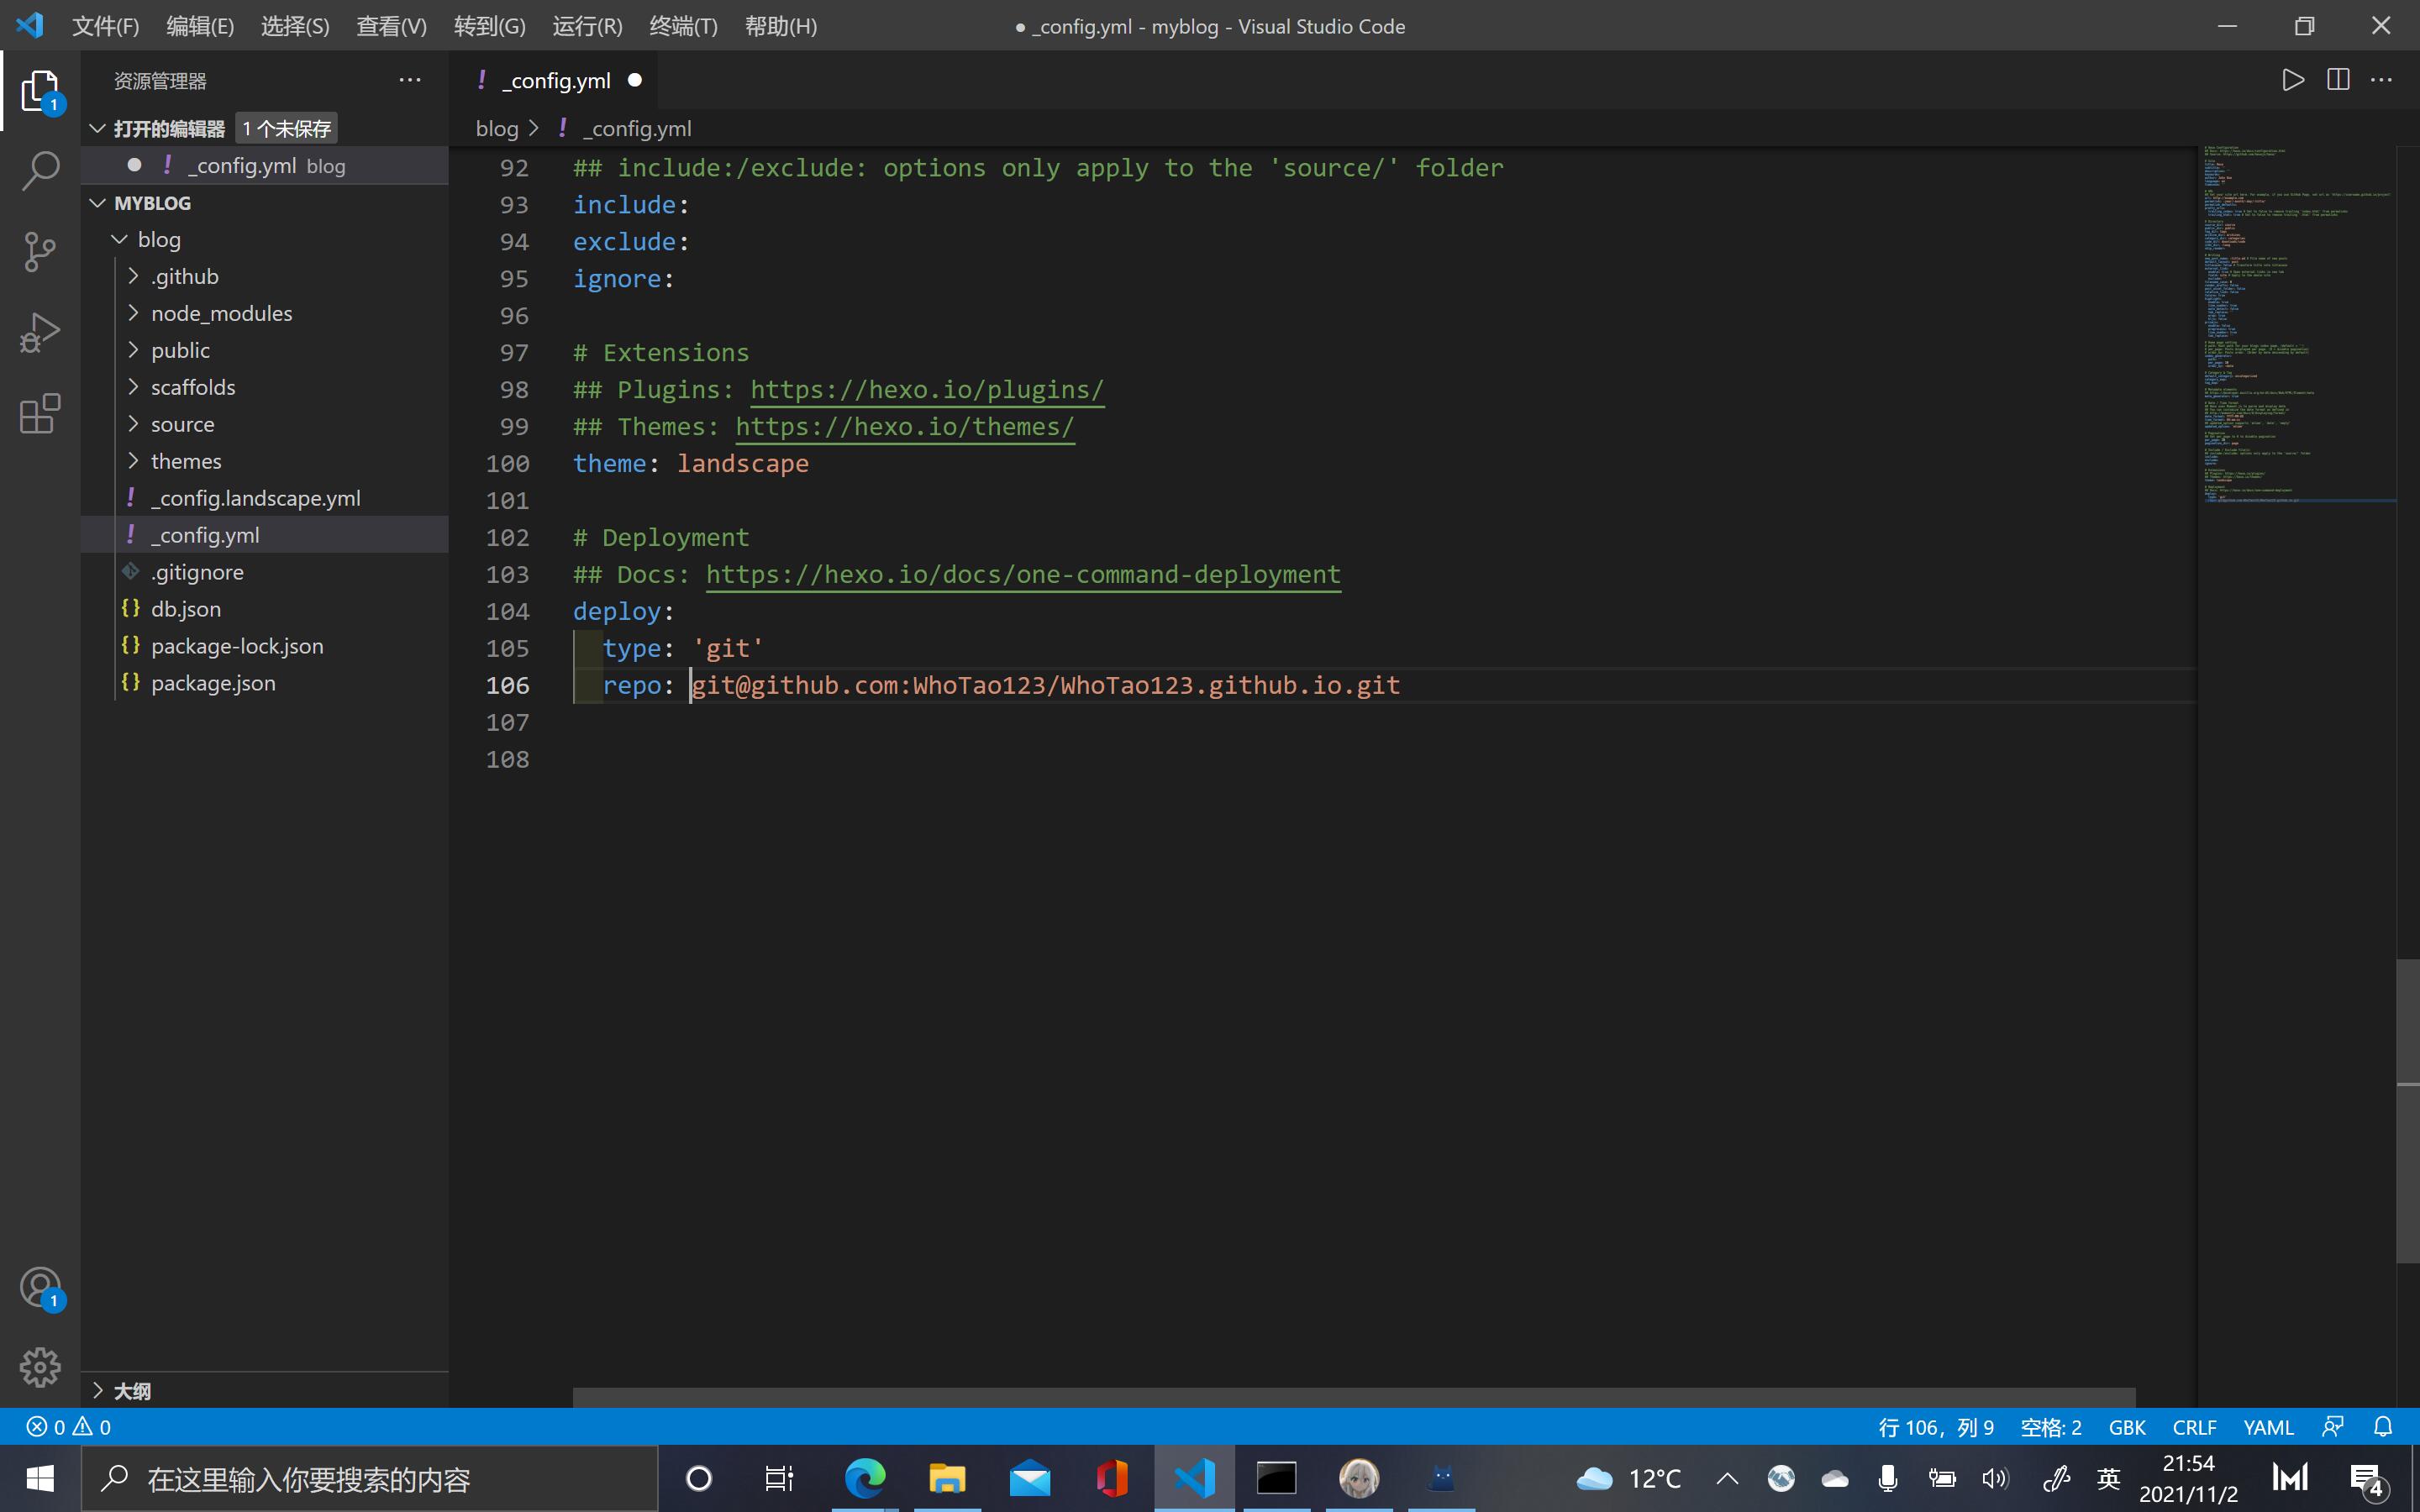 文件(F) 编辑(E) 选择(S) 查看(V) 转到(G) 运行(R) 终端(T) 帮助(H)
● _config.yml - myblog - Visual Studio Code
资源管理器
打开的编辑器 1 个未保存
_config.yml blog
MYBLOG
blog
.github
node_modules
public
scaffolds
source
themes
_config.landscape.yml
_config.yml
.gitignore
db.json
package-lock.json
package.json
大纲
1
1
! _config.yml
blog > ! _config.yml
92 ## include:/exclude: options only apply to the 'source/' folder
93 include:
94 exclude:
95 ignore:
96
97 # Extensions
98 ## Plugins: https://hexo.io/plugins/
99 ## Themes: https://hexo.io/themes/
100 theme: landscape
101
102 # Deployment
103 ## Docs: https://hexo.io/docs/one-command-deployment
104 deploy:
105 type: 'git'
106 repo: git@github.com:WhoTao123/WhoTao123.github.io.git
107
108
0 0
行 106，列 9 空格: 2 GBK CRLF YAML
在这里输入你要搜索的内容
12°C
英
21:54
2021/11/2
4